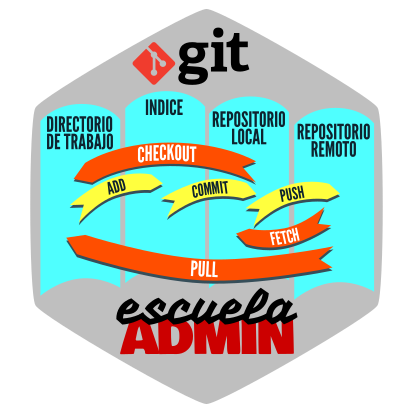 git
DIRECTORIO
DE TRABAJO
INDICE
REPOSITORIO
LOCAL
REPOSITORIO
REMOTO
CHECKOUT
ADD
COMMIT
PUSH
FETCH
PULL
escuela
ADMIN